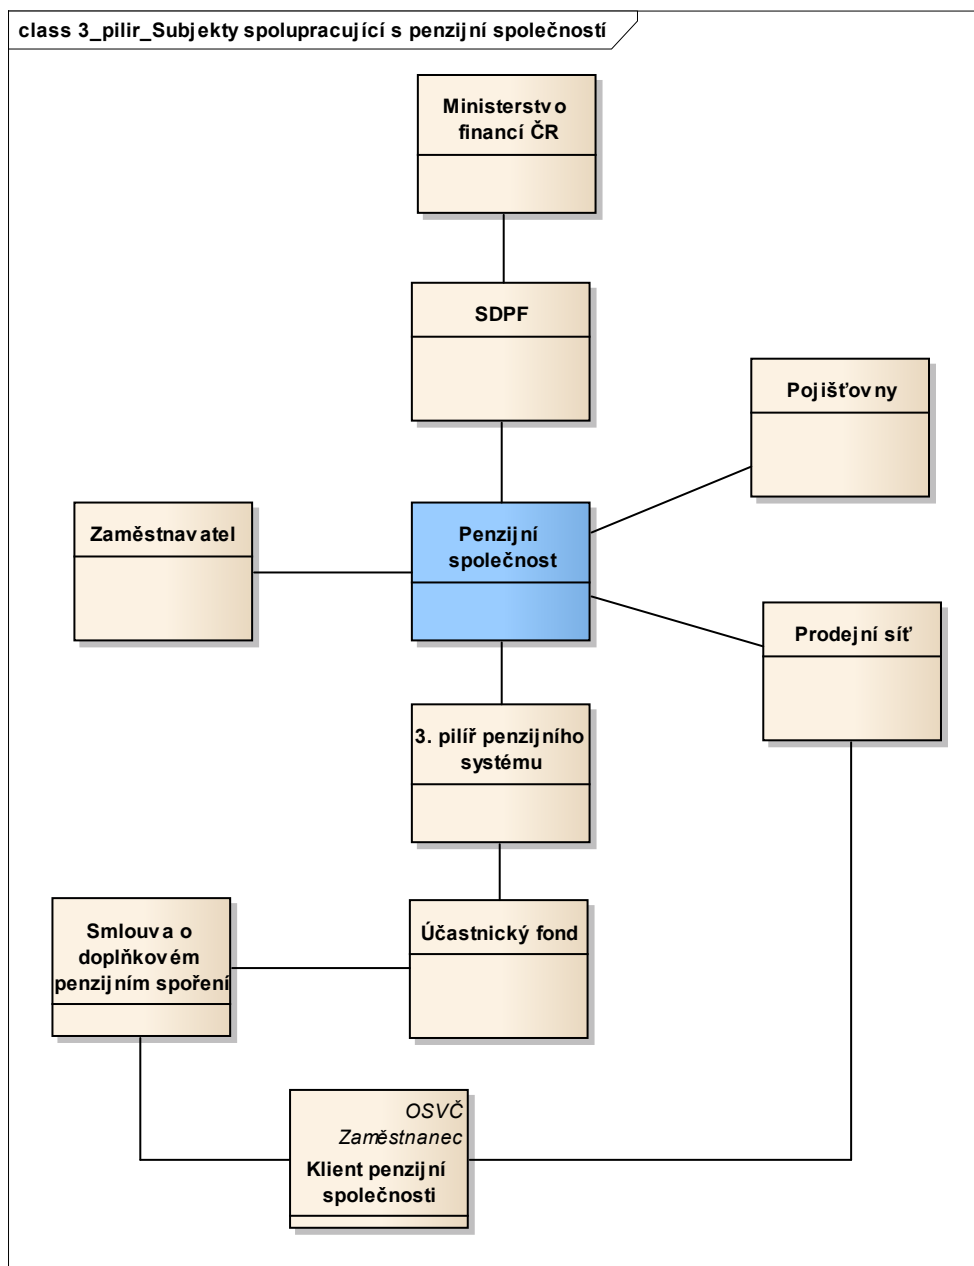 class 3_pilir_Subjekty spolupracující s penzijní společností
Ministerstvo
financí ČR
SDPF
Pojišťovny
Zaměstnavatel
Penzijní
společnost
Prodejní síť
3. pilíř penzijního
systému
Smlouva o
doplňkovém
penzijním spoření
Účastnický fond
OSVČ
Zaměstnanec
Klient penzijní
společnosti